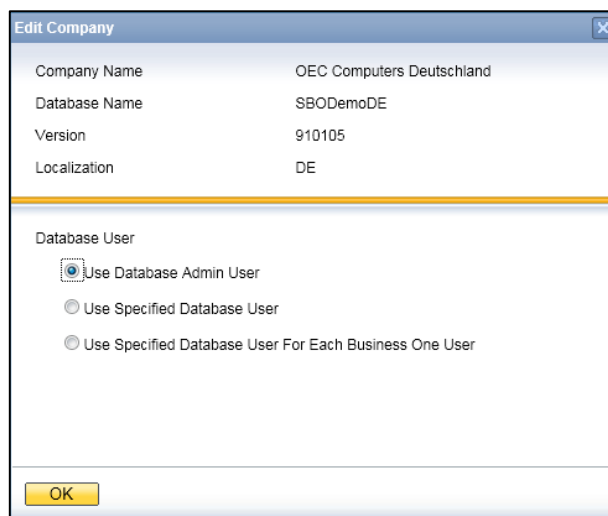 Edit Company
Company Name OEC Computers Deutschland
Database Name SBODemoDE
Version 910105
Localization DE
Database User
Use Database Admin User
Use Specified Database User
Use Specified Database User For Each Business One User
OK